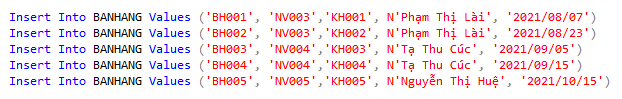 Insert Into BANHANG Values ('BH001', 'NV003','KH001', N'Phạm Thị Lài', '2021/08/07')
Insert Into BANHANG Values ('BH002', 'NV003','KH002', N'Phạm Thị Lài', '2021/08/23')
Insert Into BANHANG Values ('BH003', 'NV004','KH003', N'Tạ Thu Cúc', '2021/09/05')
Insert Into BANHANG Values ('BH004', 'NV004','KH004', N'Tạ Thu Cúc', '2021/09/15')
Insert Into BANHANG Values ('BH005', 'NV005','KH005', N'Nguyễn Thị Huệ', '2021/10/15')